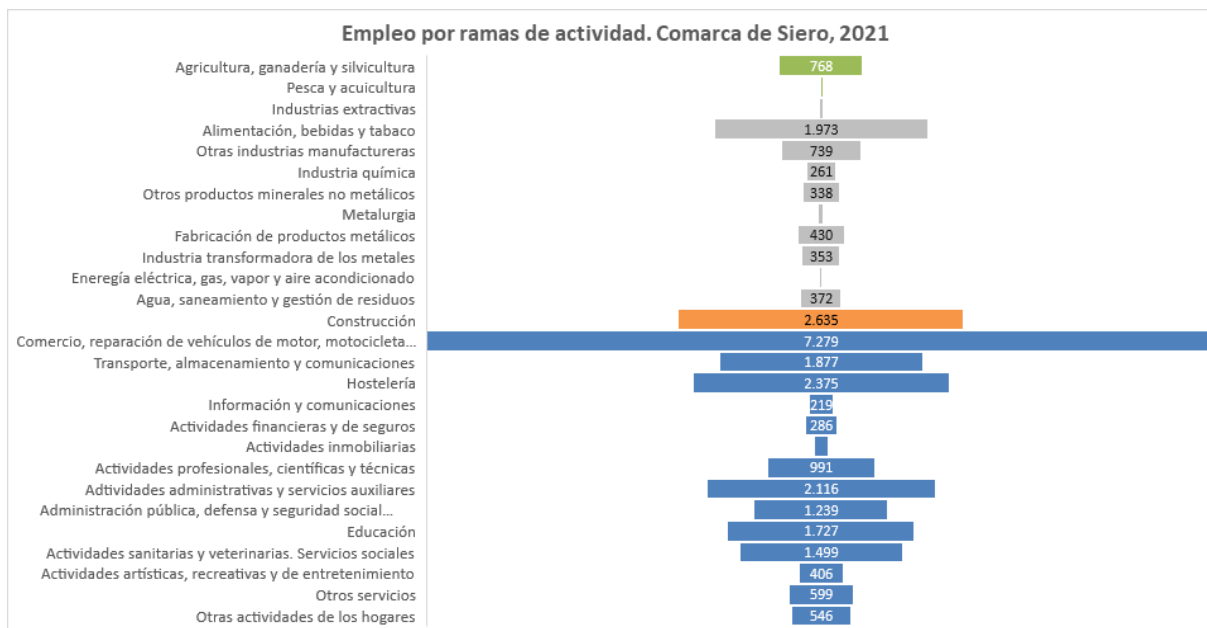 Empleo por ramas de actividad. Comarca de Siero, 2021
Agricultura, ganadería y silvicultura 768
Pesca y acuicultura
Industrias extractivas
Alimentación, bebidas y tabaco 1.973
Otras industrias manufactureras 739
Industria química 261
Otros productos minerales no metálicos 338
Metalurgia
Fabricación de productos metálicos 430
Industria transformadora de los metales 353
Eneregía eléctrica, gas, vapor y aire acondicionado
Agua, saneamiento y gestión de residuos 372
Construcción 2.635
Comercio, reparación de vehículos de motor, motocicleta... 7.279
Transporte, almacenamiento y comunicaciones 1.877
Hostelería 2.375
Información y comunicaciones 219
Actividades financieras y de seguros 286
Actividades inmobiliarias
Actividades profesionales, científicas y técnicas 991
Adtividades administrativas y servicios auxiliares 2.116
Administración pública, defensa y seguridad social... 1.239
Educación 1.727
Actividades sanitarias y veterinarias. Servicios sociales 1.499
Actividades artísticas, recreativas y de entretenimiento 406
Otros servicios 599
Otras actividades de los hogares 546